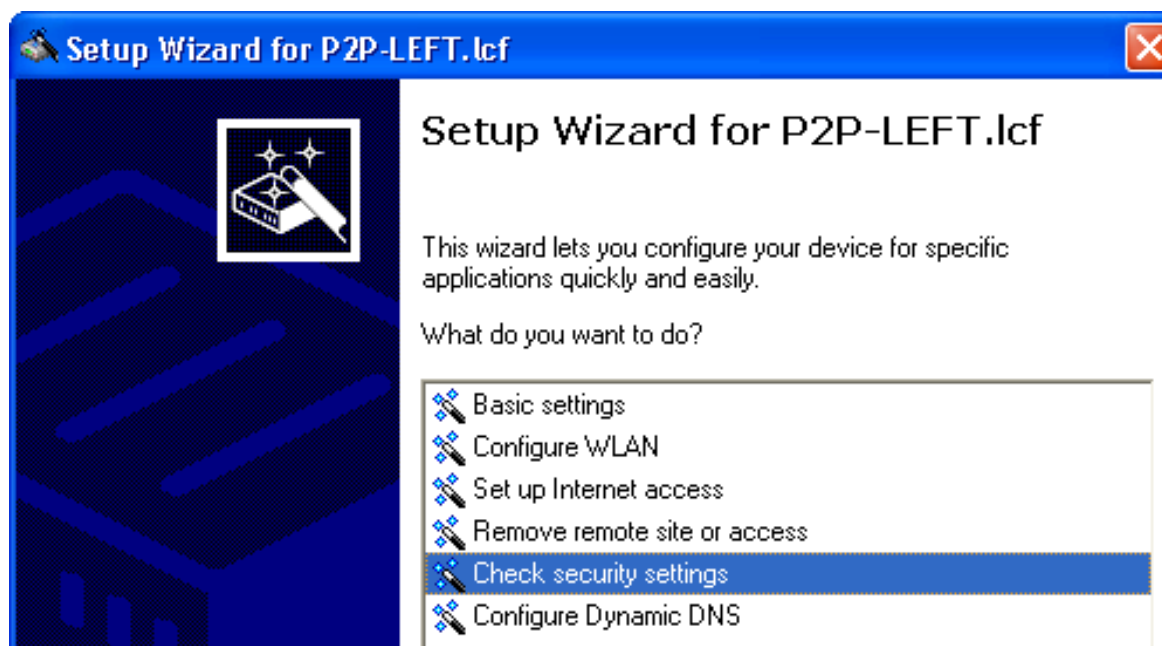 Setup Wizard for P2P-LEFT.lcf
Setup Wizard for P2P-LEFT.lcf
This wizard lets you configure your device for specific
applications quickly and easily.
What do you want to do?
Basic settings
Configure WLAN
Set up Internet access
Remove remote site or access
Check security settings
Configure Dynamic DNS